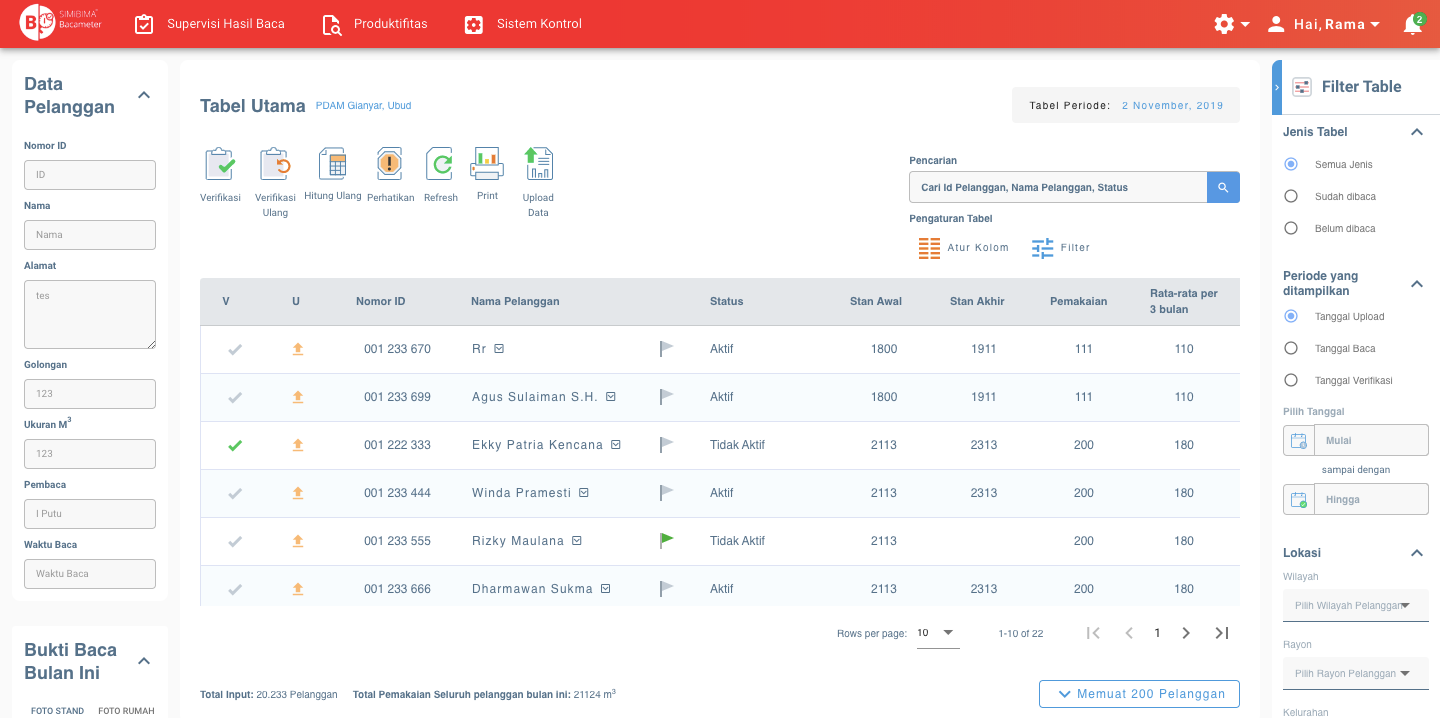 SIMIBIMA
Bacameter
Supervisi Hasil Baca
Produktifitas
Sistem Kontrol
Hai, Rama
2
Data
Pelanggan
Nomor ID
ID
Nama
Nama
Alamat
tes
Golongan
123
Ukuran M³
123
Pembaca
I Putu
Waktu Baca
Waktu Baca
Bukti Baca
Bulan Ini
FOTO STAND FOTO RUMAH
Tabel Utama PDAM Gianyar, Ubud
Tabel Periode: 2 November, 2019
Verifikasi
Verifikasi
Ulang
Hitung Ulang
Perhatikan
Refresh
Print
Upload
Data
Pencarian
Cari Id Pelanggan, Nama Pelanggan, Status
Pengaturan Tabel
Atur Kolom
Filter
V U Nomor ID Nama Pelanggan Status Stan Awal Stan Akhir Pemakaian Rata-rata per
3 bulan
001 233 670 Rr Aktif 1800 1911 111 110
001 233 699 Agus Sulaiman S.H. Aktif 1800 1911 111 110
001 222 333 Ekky Patria Kencana Tidak Aktif 2113 2313 200 180
001 233 444 Winda Pramesti Aktif 2113 2313 200 180
001 233 555 Rizky Maulana Tidak Aktif 2113 200 180
001 233 666 Dharmawan Sukma Aktif 2113 2313 200 180
Rows per page: 10 1-10 of 22 1
Total Input: 20.233 Pelanggan Total Pemakaian Seluruh pelanggan bulan ini: 21124 m³
Memuat 200 Pelanggan
Filter Table
Jenis Tabel
Semua Jenis
Sudah dibaca
Belum dibaca
Periode yang
ditampilkan
Tanggal Upload
Tanggal Baca
Tanggal Verifikasi
Pilih Tanggal
Mulai
sampai dengan
Hingga
Lokasi
Wilayah
Pilih Wilayah Pelanggan
Rayon
Pilih Rayon Pelanggan
Kelurahan